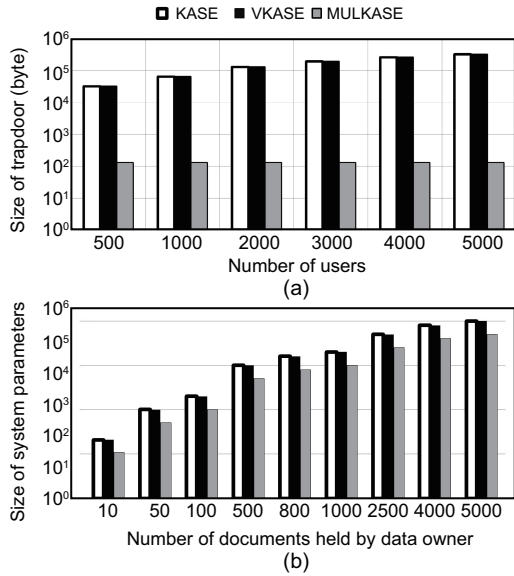 KASE VKASE MULKASE
Size of trapdoor (byte)
10^6
10^5
10^4
10^3
10^2
10^1
10^0
500 1000 2000 3000 4000 5000
Number of users
(a)
Size of system parameters
10^6
10^5
10^4
10^3
10^2
10^0
10 50 100 500 800 1000 2500 4000 5000
Number of documents held by data owner
(b)